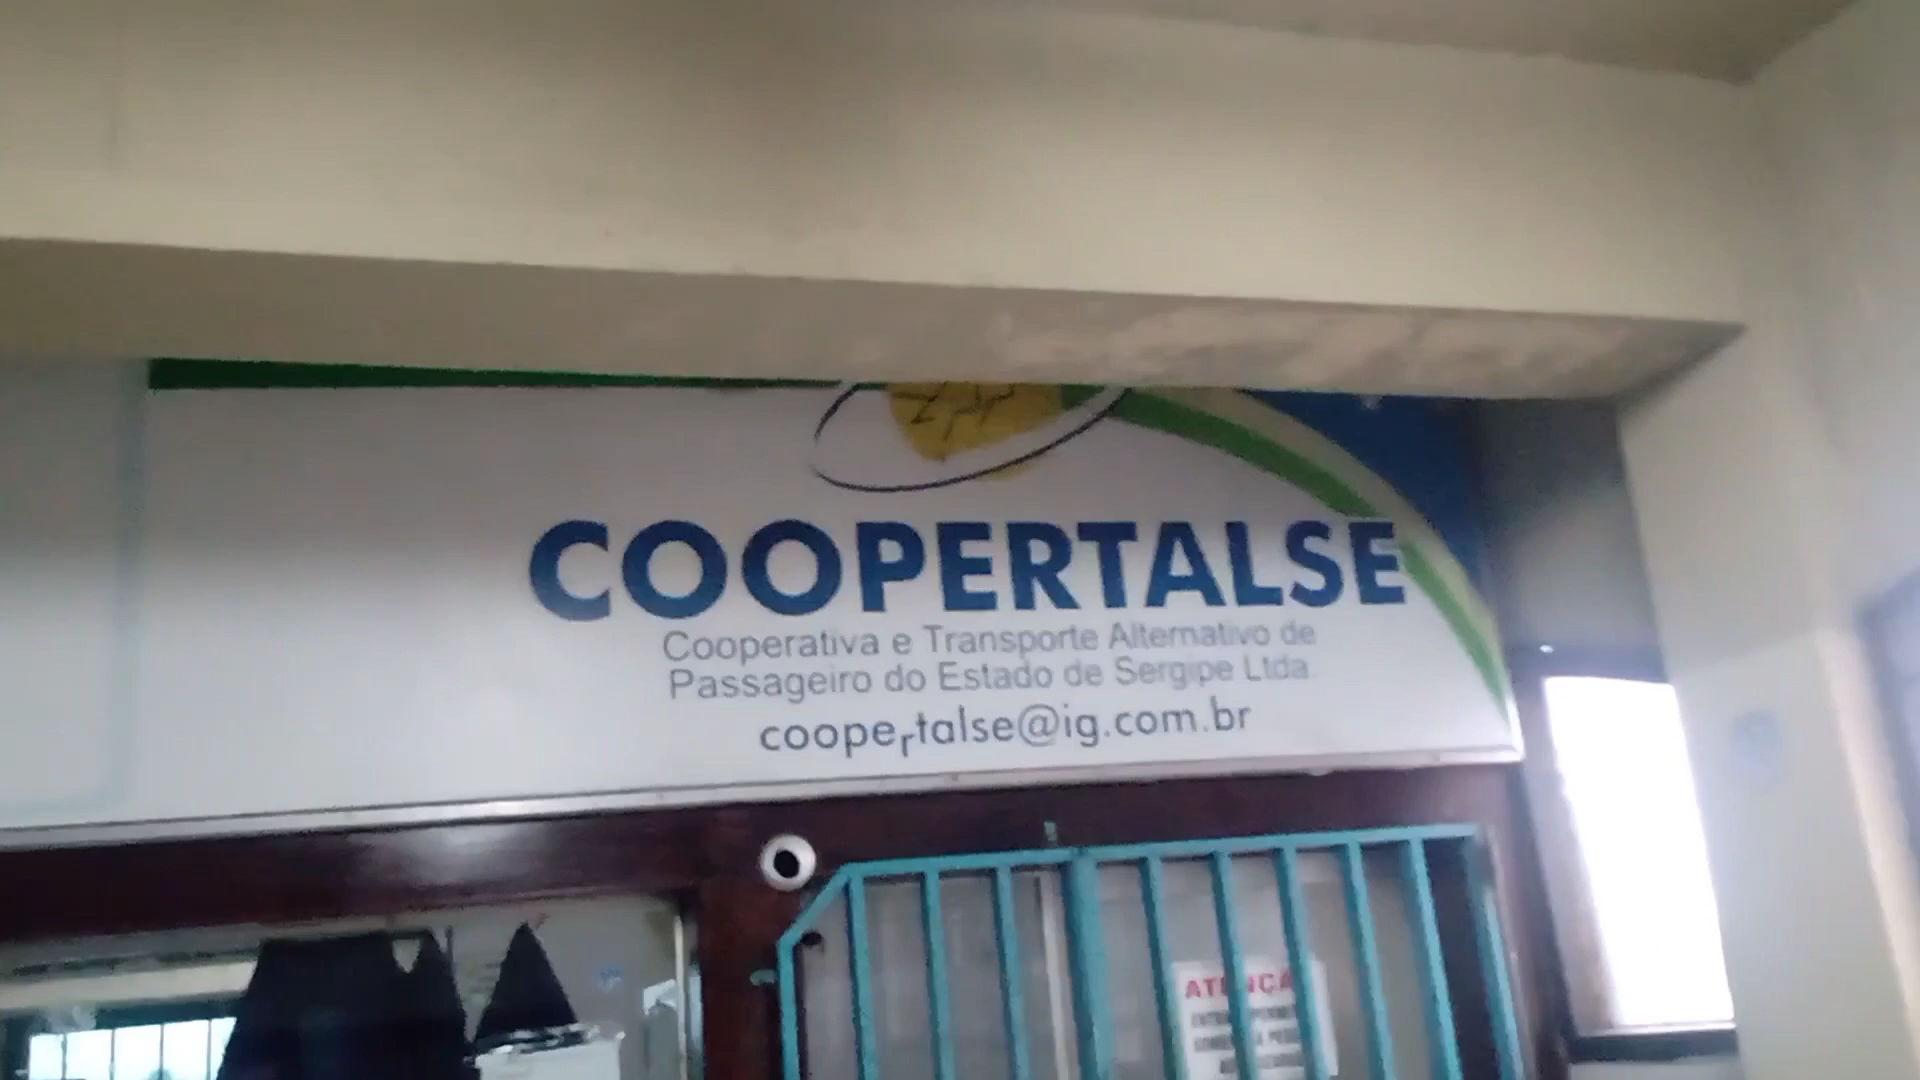 COOPERTALSE
Cooperativa e Transporte Alternativo de
Passageiro do Estado de Sergipe Ltda.
coopertalse@ig.com.br